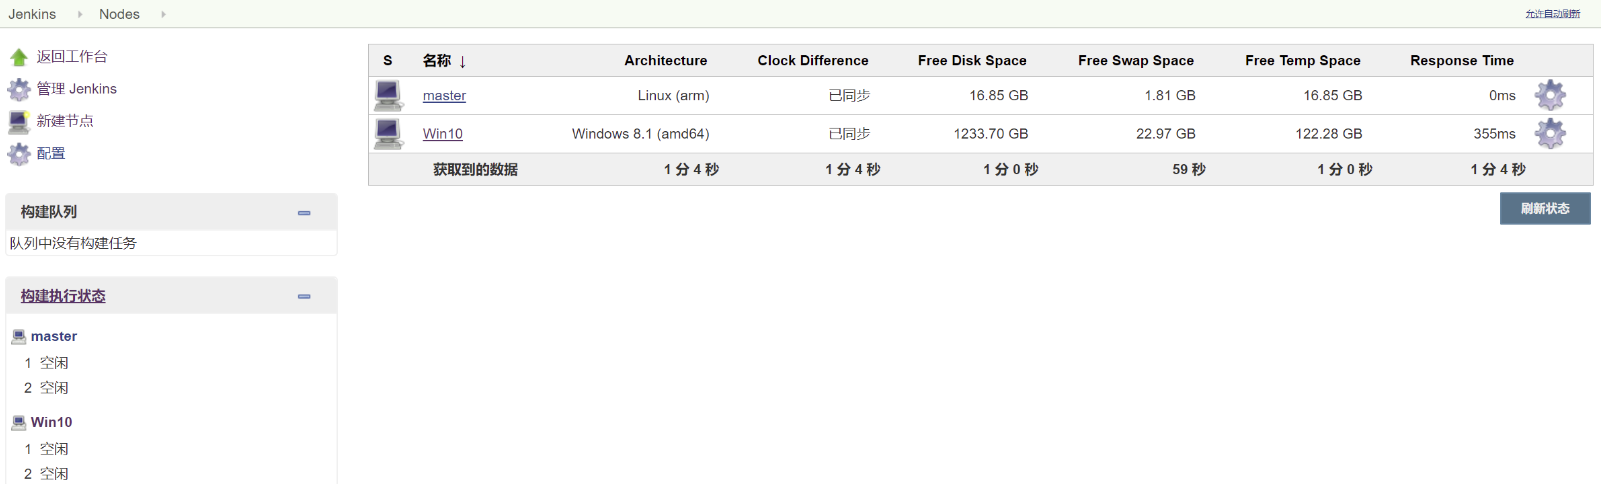 Jenkins Nodes 允许自动刷新
返回工作台
管理 Jenkins
新建节点
配置
构建队列
队列中没有构建任务
构建执行状态
master
1 空闲
2 空闲
Win10
1 空闲
2 空闲
S 名称 ↓ Architecture Clock Difference Free Disk Space Free Swap Space Free Temp Space Response Time
master Linux (arm) 已同步 16.85 GB 1.81 GB 16.85 GB 0ms
Win10 Windows 8.1 (amd64) 已同步 1233.70 GB 22.97 GB 122.28 GB 355ms
获取到的数据 1 分 4 秒 1 分 4 秒 1 分 0 秒 59 秒 1 分 0 秒 1 分 4 秒
刷新状态